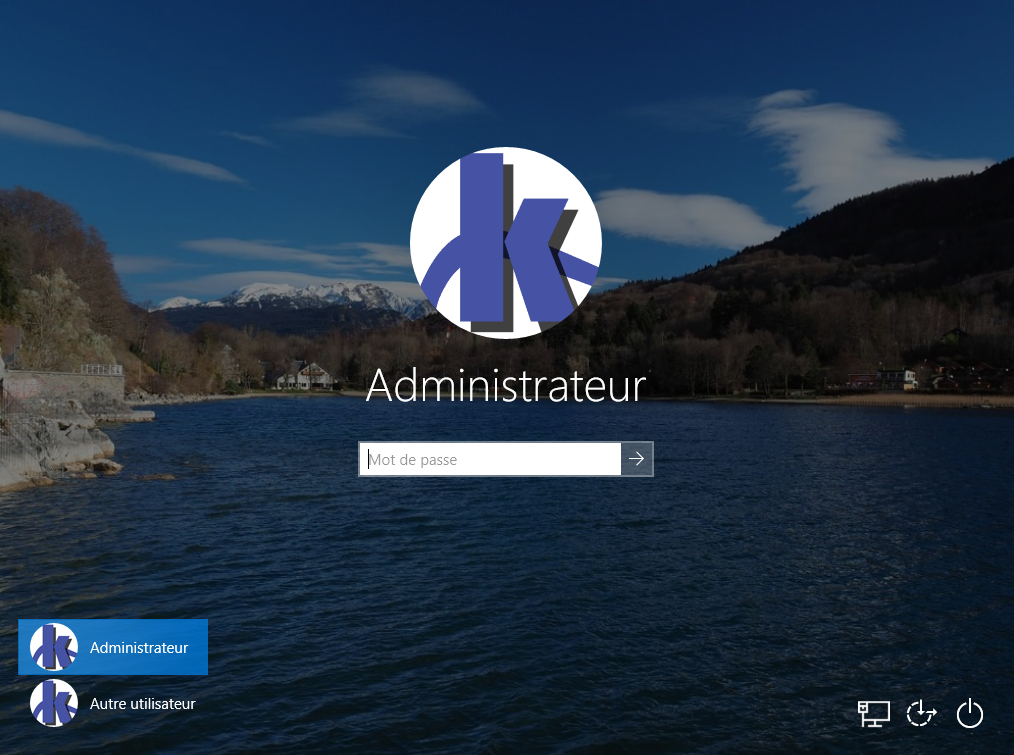 Administrateur
Mot de passe
Administrateur
Autre utilisateur